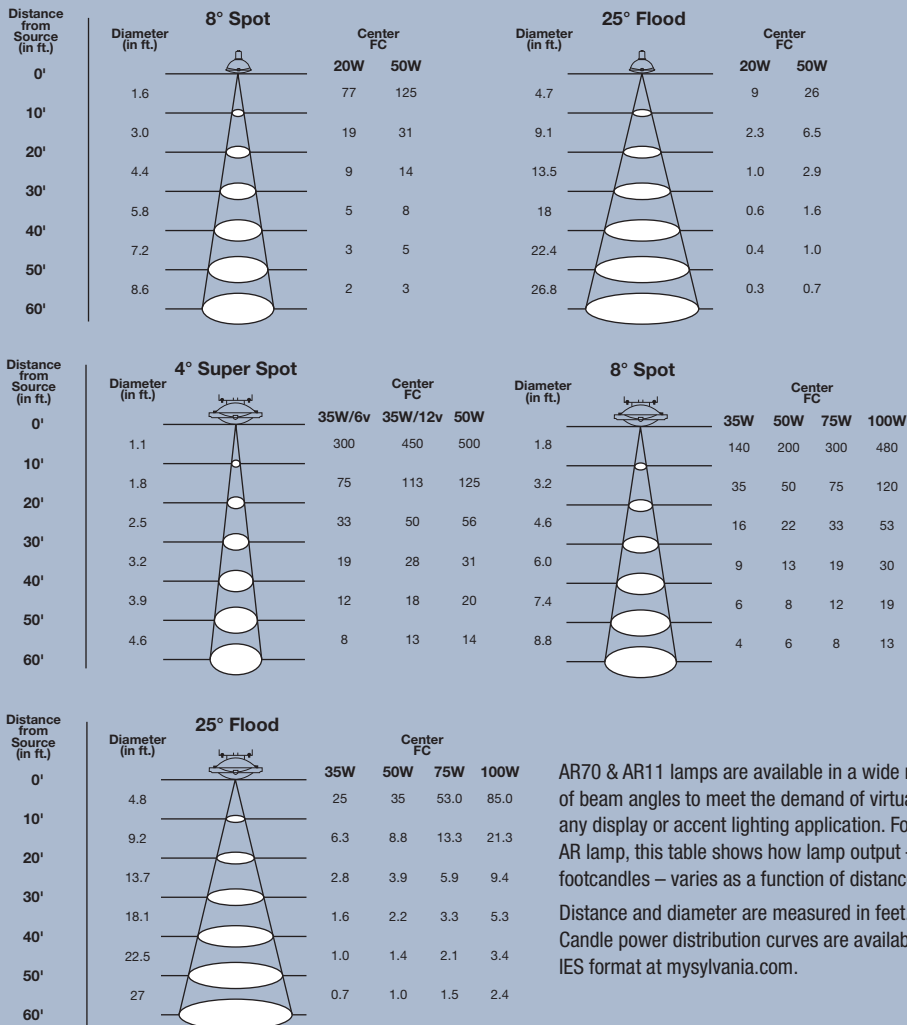 Distance from Source (in ft.)
8° Spot
Diameter (in ft.)
Center FC
20W 50W
25° Flood
Diameter (in ft.)
Center FC
20W 50W
0'
1.6 77 125 4.7 9 26
10'
3.0 19 31 9.1 2.3 6.5
20'
4.4 9 14 13.5 1.0 2.9
30'
5.8 5 8 18 0.6 1.6
40'
7.2 3 5 22.4 0.4 1.0
50'
8.6 2 3 26.8 0.3 0.7
60'
Distance from Source (in ft.)
4° Super Spot
Diameter (in ft.)
Center FC
35W/6v 35W/12v 50W
8° Spot
Diameter (in ft.)
Center FC
35W 50W 75W 100W
0'
1.1 300 450 500 1.8 140 200 300 480
10'
1.8 75 113 125 3.2 35 50 75 120
20'
2.5 33 50 56 4.6 16 22 33 53
30'
3.2 19 28 31 6.0 9 13 19 30
40'
3.9 12 18 20 7.4 6 8 12 19
50'
4.6 8 13 14 8.8 4 6 8 13
60'
Distance from Source (in ft.)
25° Flood
Diameter (in ft.)
Center FC
35W 50W 75W 100W
0'
4.8 25 35 53.0 85.0
10'
9.2 6.3 8.8 13.3 21.3
20'
13.7 2.8 3.9 5.9 9.4
30'
18.1 1.6 2.2 3.3 5.3
40'
22.5 1.0 1.4 2.1 3.4
50'
27 0.7 1.0 1.5 2.4
60'
AR70 & AR11 lamps are available in a wide
of beam angles to meet the demand of
any display or accent lighting application.
AR lamp, this table shows how lamp output
footcandles – varies as a function of
Distance and diameter are measured in feet
Candle power distribution curves are
IES format at mysylvania.com.